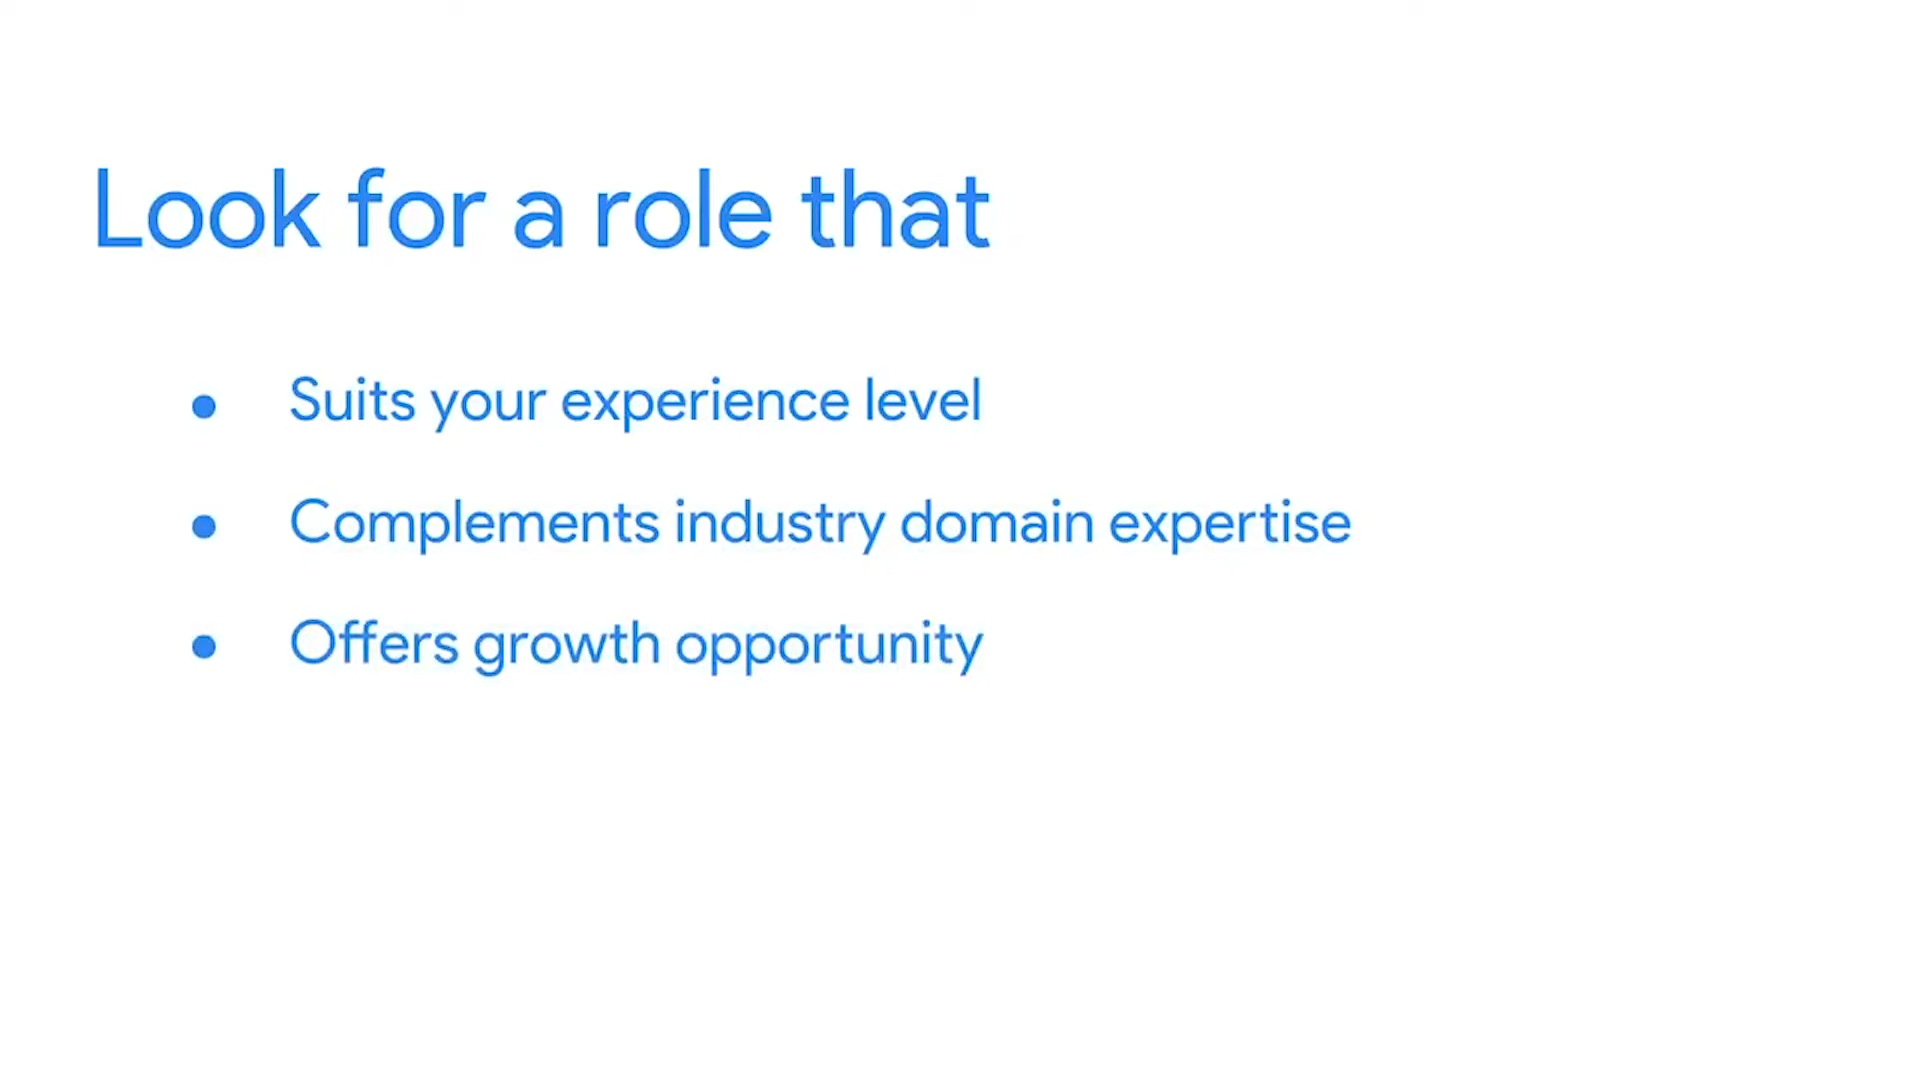 Look for a role that
● Suits your experience level
● Complements industry domain expertise
● Offers growth opportunity